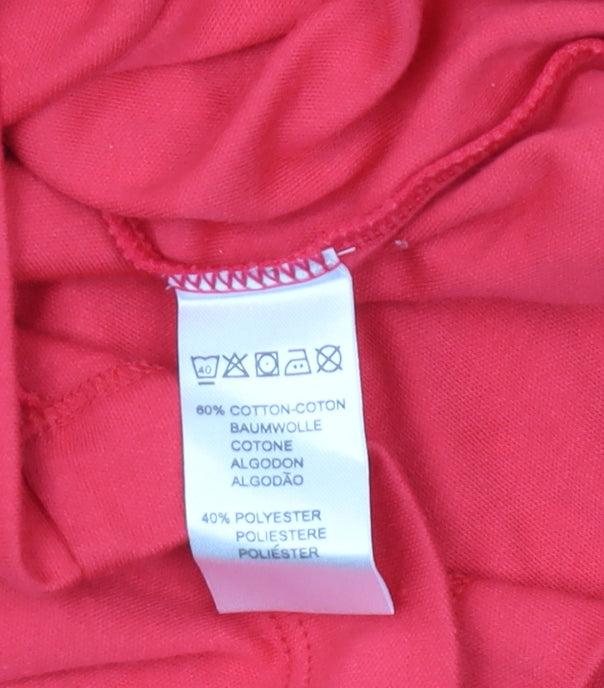 40
60% COTTON-COTON
BAUMWOLLE
COTONE
ALGODON
ALGODÃO
40% POLYESTER
POLIESTERE
POLIÉSTER